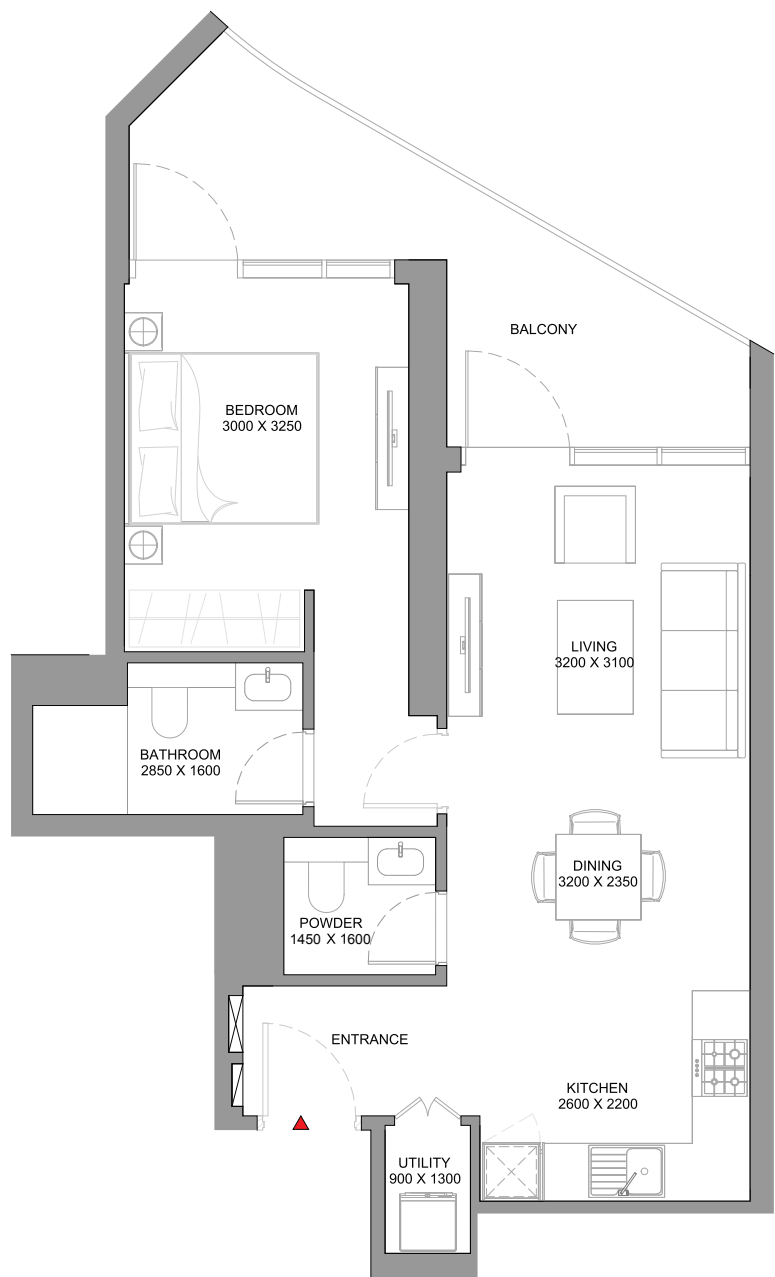 BALCONY
BEDROOM
3000 X 3250
LIVING
3200 X 3100
BATHROOM
2850 X 1600
DINING
3200 X 2350
POWDER
1450 X 1600
ENTRANCE
KITCHEN
2600 X 2200
UTILITY
900 X 1300